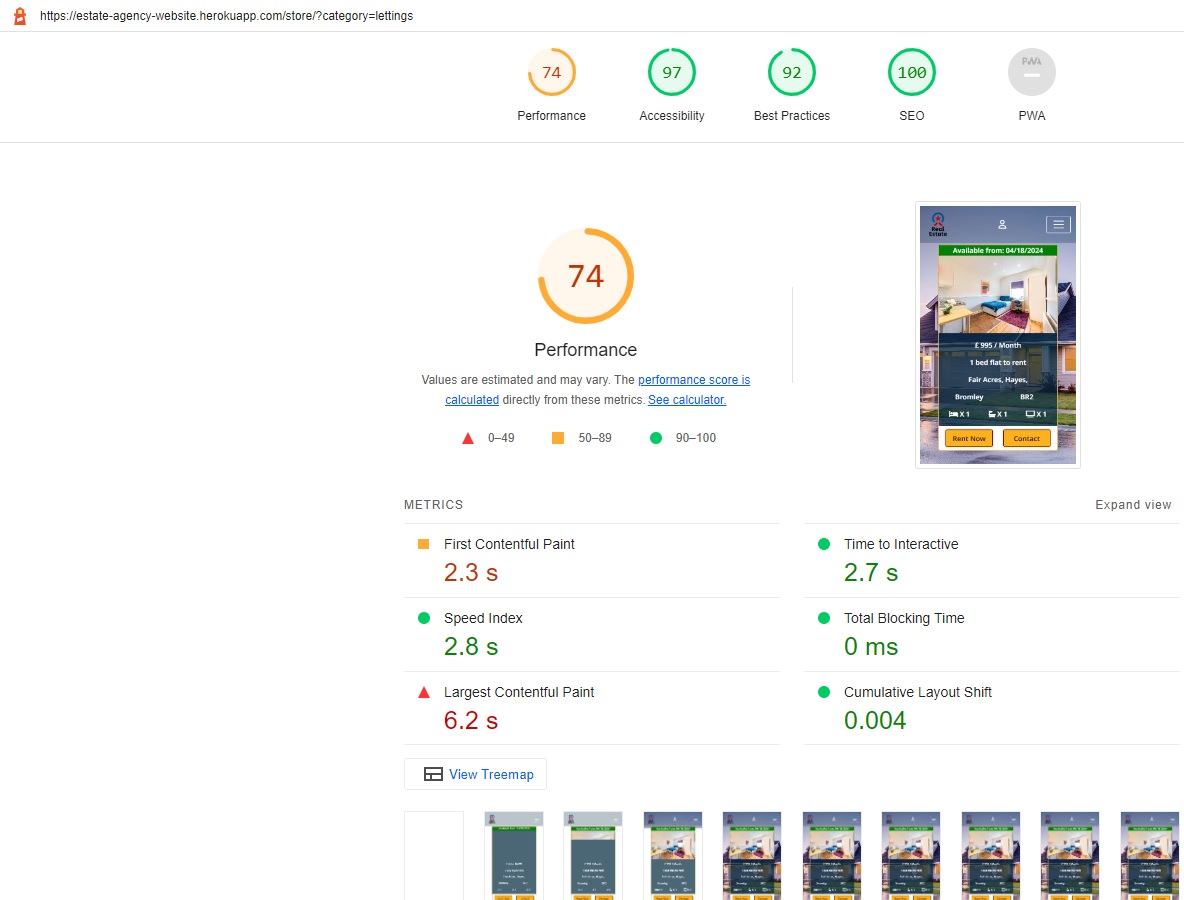 https://estate-agency-website.herokuapp.com/store/?category=lettings
74
97
92
100
PWA
Performance
Accessibility
Best Practices
SEO
PWA
74
Performance
Values are estimated and may vary. The performance score is
calculated directly from these metrics. See calculator.
0–49
50–89
90–100
Real
Estate
Available from: 04/18/2024
£ 995 / Month
1 bed flat to rent
Fair Acres, Hayes,
Bromley BR2
X 1 X 1 X 1
Rent Now Contact
METRICS
Expand view
First Contentful Paint
2.3 s
Time to Interactive
2.7 s
Speed Index
2.8 s
Total Blocking Time
0 ms
Largest Contentful Paint
6.2 s
Cumulative Layout Shift
0.004
View Treemap